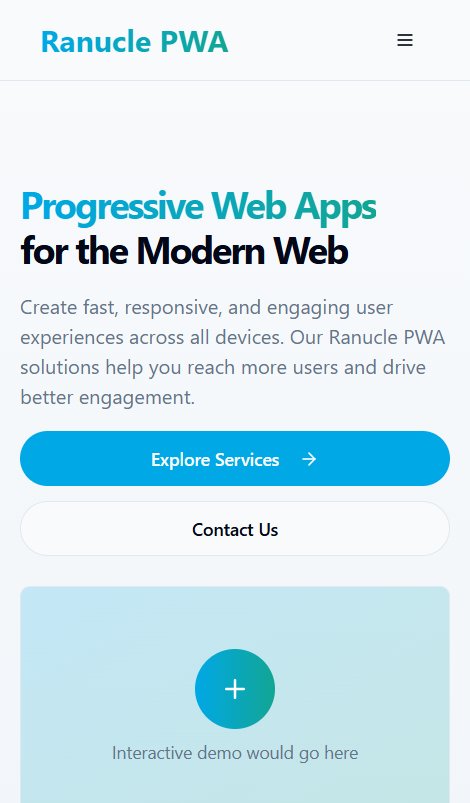 Ranucle PWA
Progressive Web Apps
for the Modern Web
Create fast, responsive, and engaging user
experiences across all devices. Our Ranucle PWA
solutions help you reach more users and drive
better engagement.
Explore Services
Contact Us
Interactive demo would go here